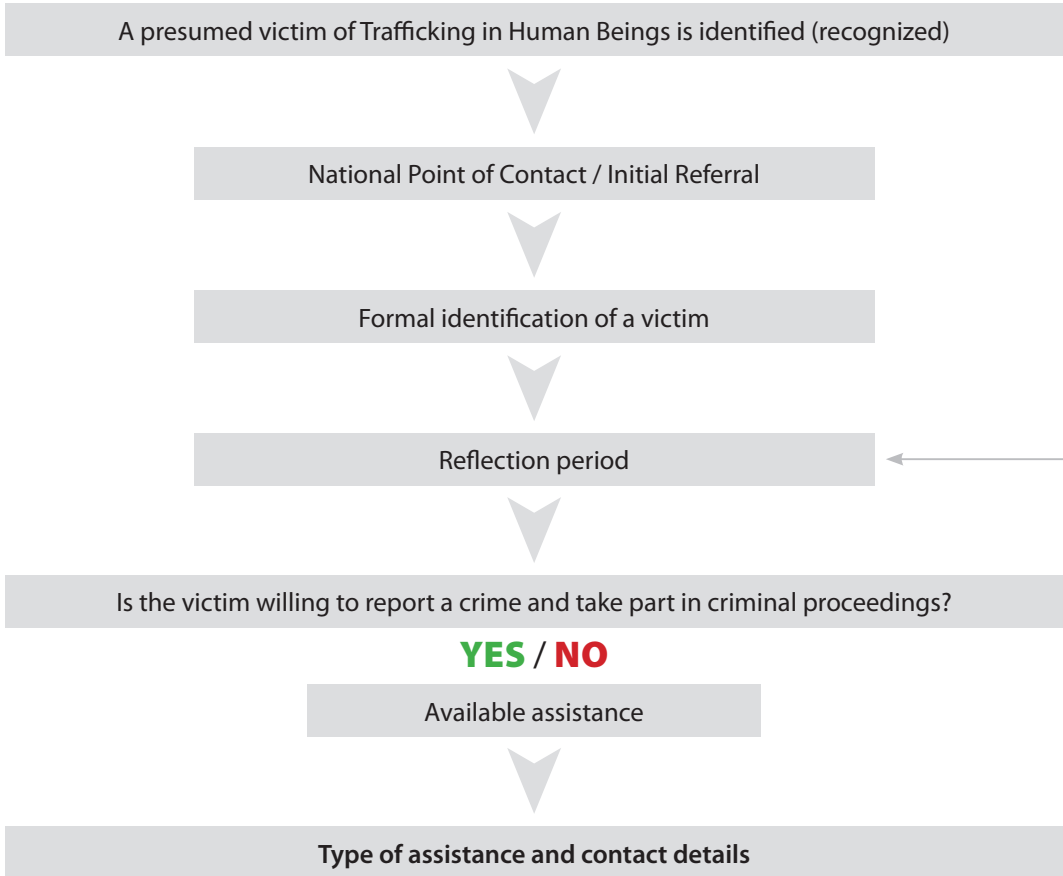 A presumed victim of Trafficking in Human Beings is identified (recognized)
National Point of Contact / Initial Referral
Formal identification of a victim
Reflection period
Is the victim willing to report a crime and take part in criminal proceedings?
YES / NO
Available assistance
Type of assistance and contact details